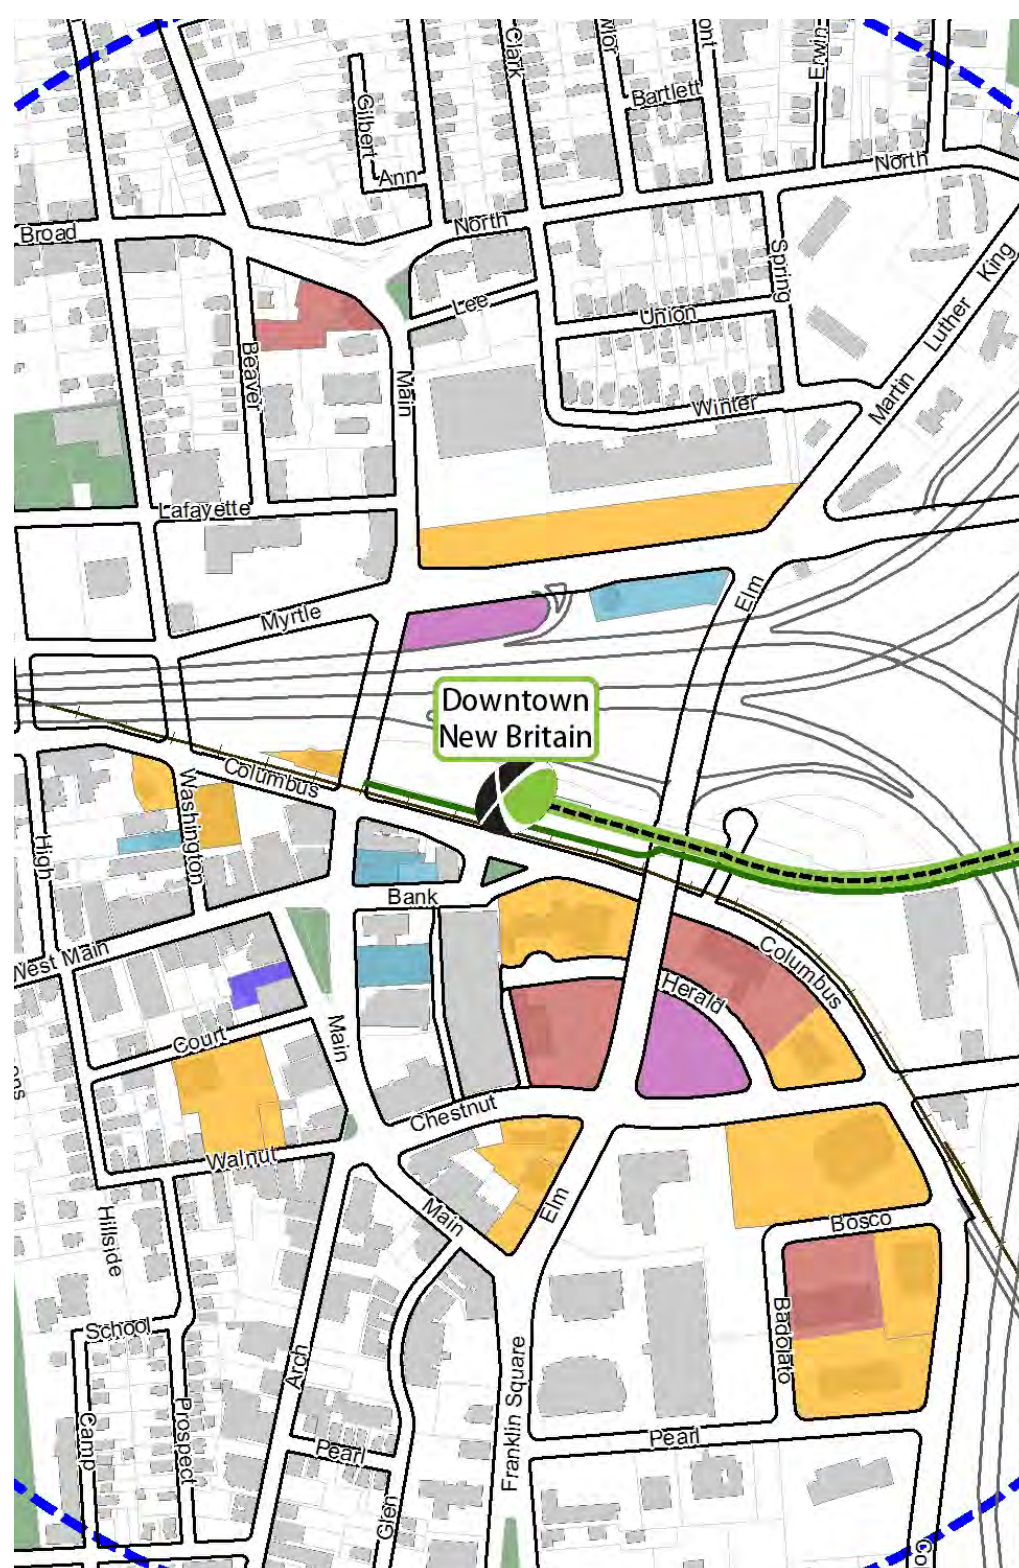 Clark
Erwin
Bartlett
Gilbert
Ann
North
North
Broad
Spring
King
Luther
Martin
Lee
Union
Beaver
Main
Winter
Lafayette
Elm
Myrtle
Downtown
New Britain
Columbus
Washington
High
Bank
West Main
Columbus
Herald
Main
Court
Chestnut
Walnut
Main
Elm
Hillside
Bosco
School
Badolato
Arch
Franklin Square
Camp
Prospect
Pearl
Pearl
Glen